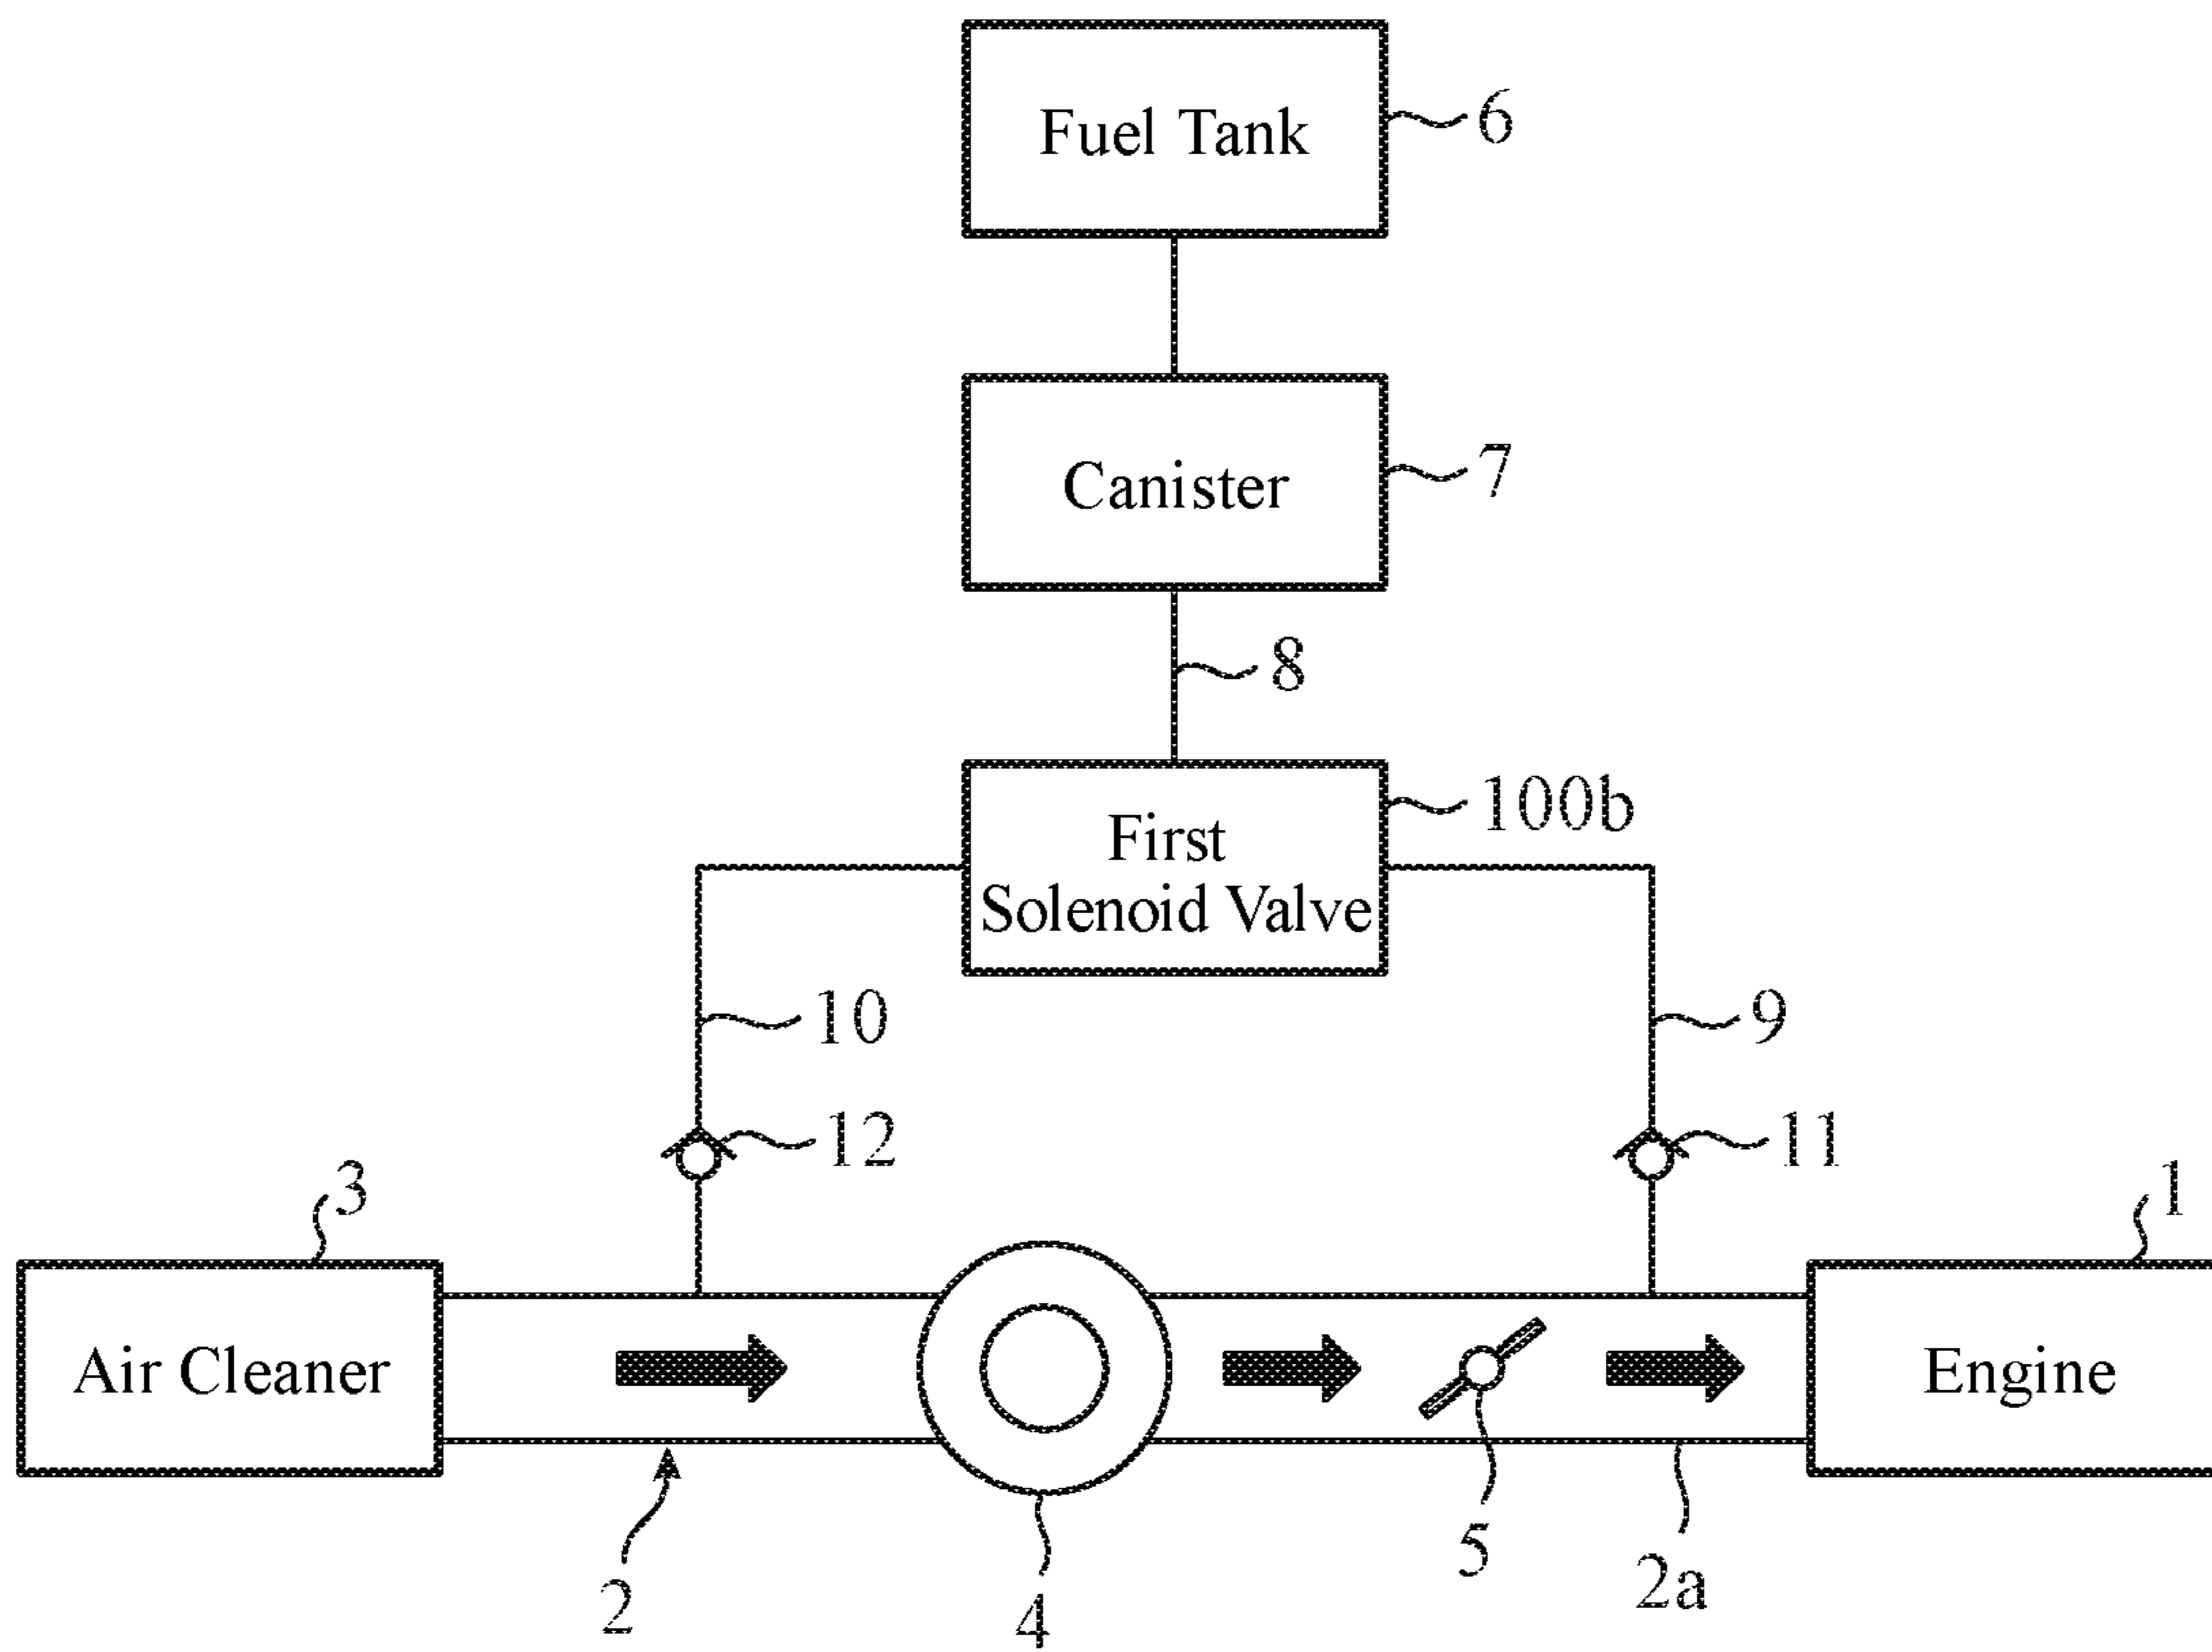 Fuel Tank
6
Canister
7
8
100b
First
Solenoid Valve
10
9
12
11
3
1
Air Cleaner
Engine
2
4
5
2a